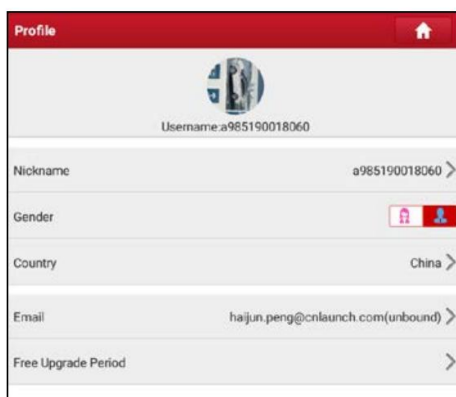 Profile
Username:a985190018060
Nickname a985190018060
Gender
Country China
Email haijun.peng@cnlaunch.com(unbound)
Free Upgrade Period